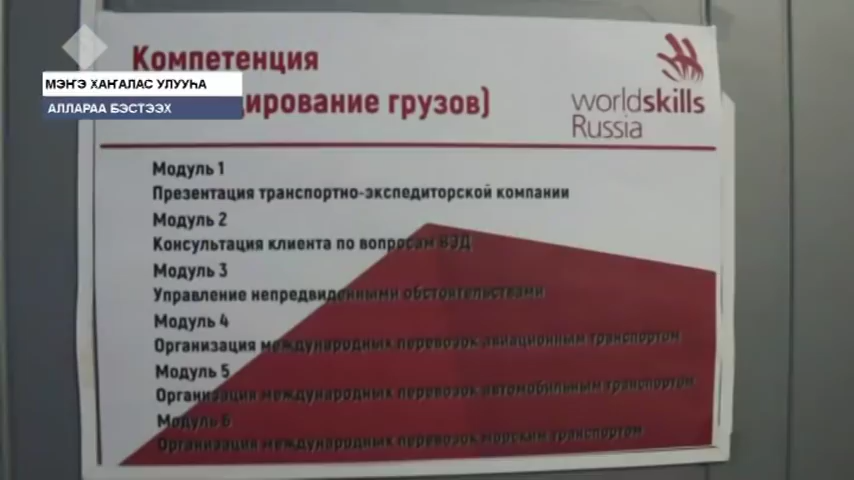 Компетенция
МЭҤЭ ХАҤАЛАС УЛУУҺА
АЛЛАРАА БЭСТЭЭХ
дирование грузов)
worldskills
Russia
Модуль 1
Презентация транспортно-экспедиторской компании
Модуль 2
Консультация клиента по вопросам ВЭД
Модуль 3
Управление непредвиденными обстоятельствами
Модуль 4
Организация международных перевозок авиационным транспортом
Модуль 5
Организация международных перевозок автомобильным транспортом
Модуль 6
Организация международных перевозок морским транспортом